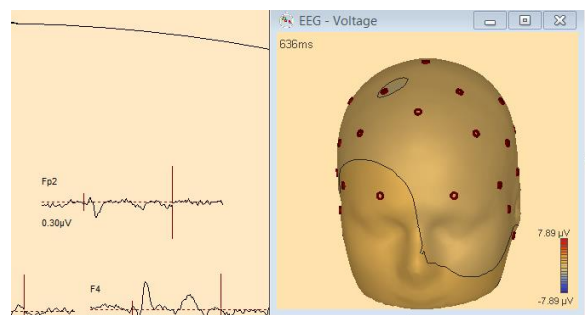 EEG - Voltage
636ms
Fp2
0.30µV
F4
7.89 µV
-7.89 µV